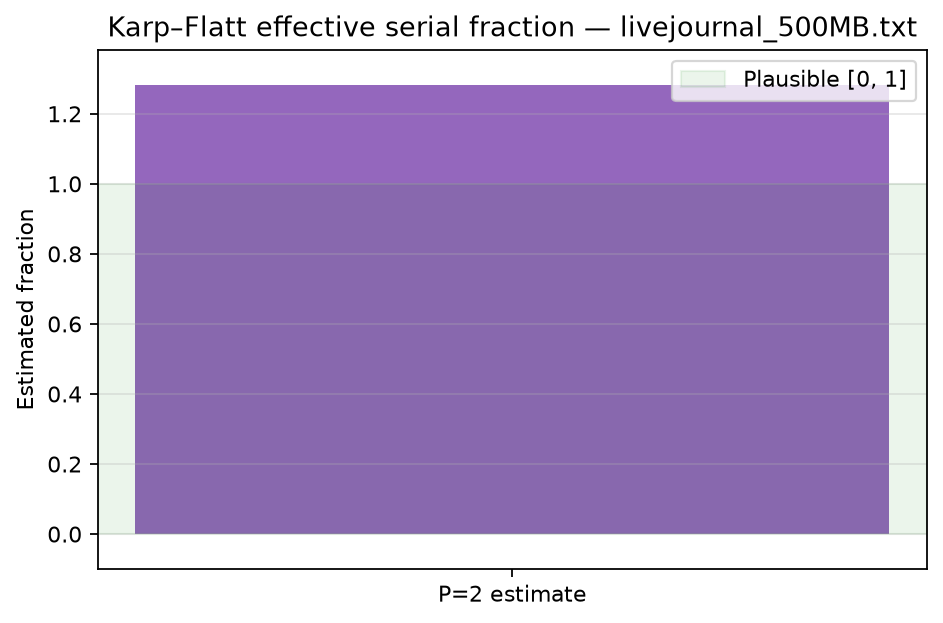 Karp–Flatt effective serial fraction — livejournal_500MB.txt
Plausible [0, 1]
Estimated fraction
1.2
1.0
0.8
0.6
0.4
0.2
0.0
P=2 estimate